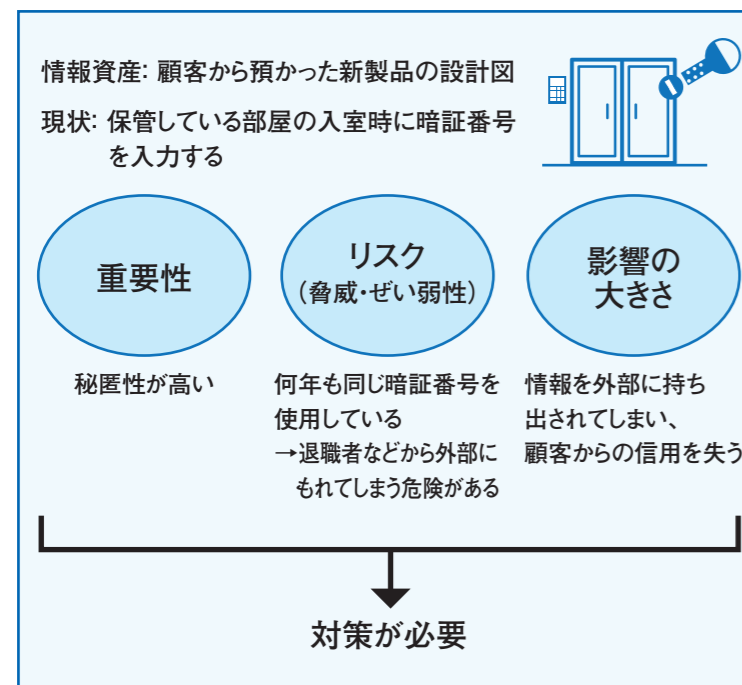 情報資産: 顧客から預かった新製品の設計図
現状: 保管している部屋の入室時に暗証番号
を入力する
重要性
リスク
(脅威・ぜい弱性)
影響の
大きさ
秘匿性が高い
何年も同じ暗証番号を
使用している
→退職者などから外部に
もれてしまう危険がある
情報を外部に持ち
出されてしまい、
顧客からの信用を失う
対策が必要